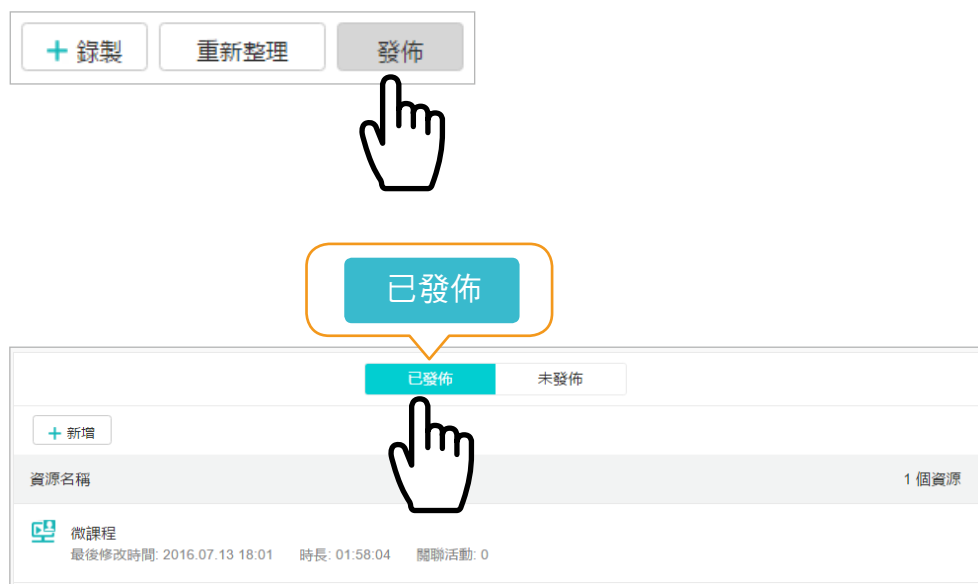 + 錄製 重新整理 發佈
已發佈
已發佈 未發佈
+ 新增
資源名稱 1 個資源
微課程
最後修改時間: 2016.07.13 18:01 時長: 01:58:04 關聯活動: 0